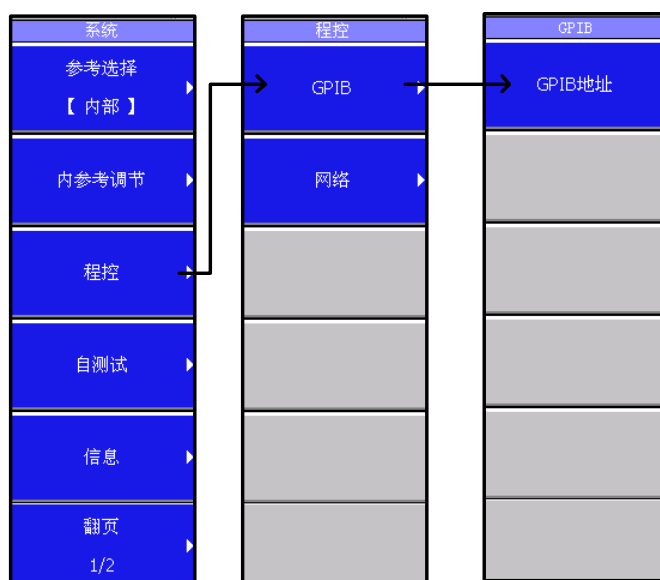 系统
参考选择
【 内部 】
内参考调节
程控
自测试
信息
翻页
1/2
程控
GPIB
网络
GPIB
GPIB地址